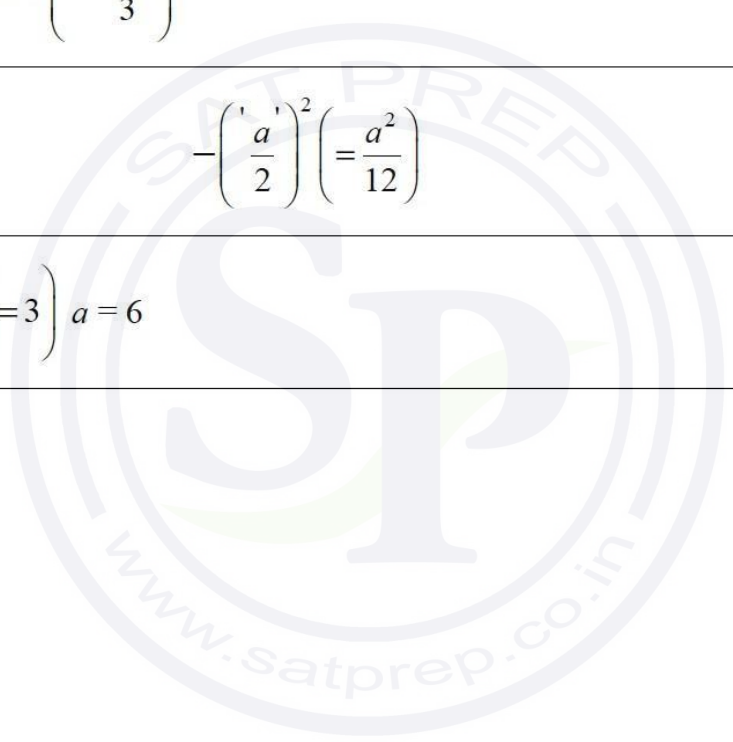 ( 3 )
−('a'/2)² (= a²/12)
=3) a = 6
SAT PREP
SP
www.satprep.co.in